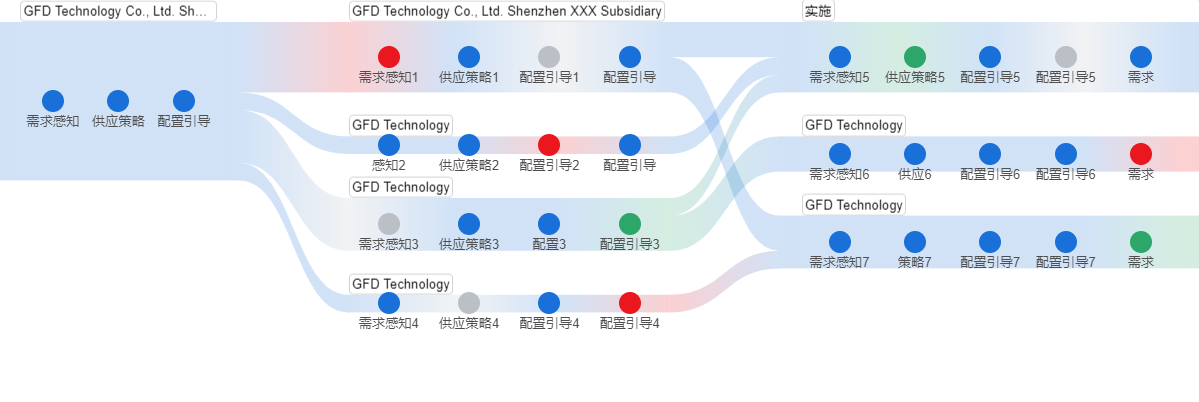 GFD Technology Co., Ltd. Sh...
需求感知
供应策略
配置引导
GFD Technology Co., Ltd. Shenzhen XXX Subsidiary
需求感知1
供应策略1
配置引导1
配置引导
GFD Technology
感知2
供应策略2
配置引导2
配置引导
GFD Technology
需求感知3
供应策略3
配置3
配置引导3
GFD Technology
需求感知4
供应策略4
配置引导4
配置引导4
实施
需求感知5
供应策略5
配置引导5
配置引导5
需求
GFD Technology
需求感知6
供应6
配置引导6
配置引导6
需求
GFD Technology
需求感知7
策略7
配置引导7
配置引导7
需求